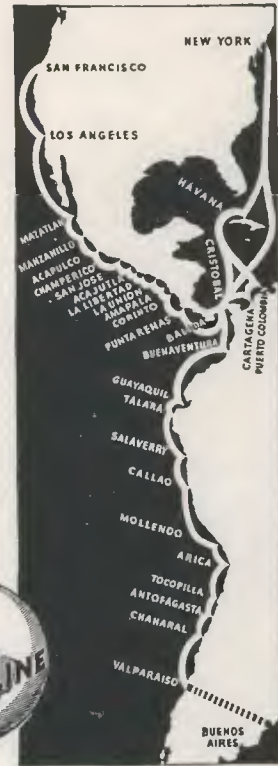 NEW YORK
SAN FRANCISCO
LOS ANGELES
HAVANA
MAZATLAN
MANZANILLO
ACAPULCO
CHAMPERICO
SAN JOSE
ACAJUTLA
LA LIBERTAD
LA UNION
AMAPALA
CORINTO
PUNTARENAS
CRISTOBAL
BALBOA
CARTAGENA
PUERTO COLOMBIA
BUENAVENTURA
GUAYAQUIL
TALARA
SALAVERRI
CALLAO
MOLLENDO
ARICA
TOCOPILLA
ANTOFAGASTA
CHANARAL
VALPARAISO
BUENOS
AIRES